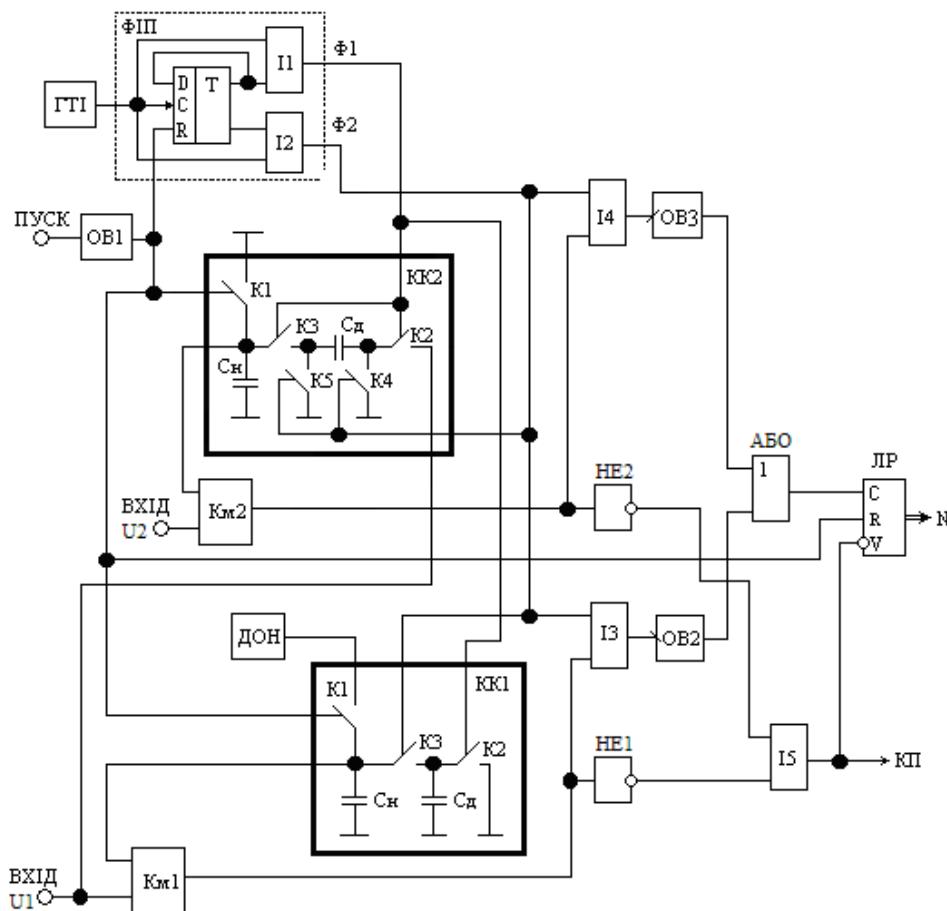 ФІП
Ф1
І1
D
Т
C
R
ГТІ
І2
Ф2
ПУСК
ОВ1
І4
ОВ3
КК2
К1
К3
Сд
К2
Сн
К5
К4
АБО
1
ЛР
C
R
V
N
НЕ2
ВХІД
U2
Км2
ДОН
І3
ОВ2
К1
КК1
К3
К2
НЕ1
І5
КП
Сн
Сд
ВХІД
U1
Км1